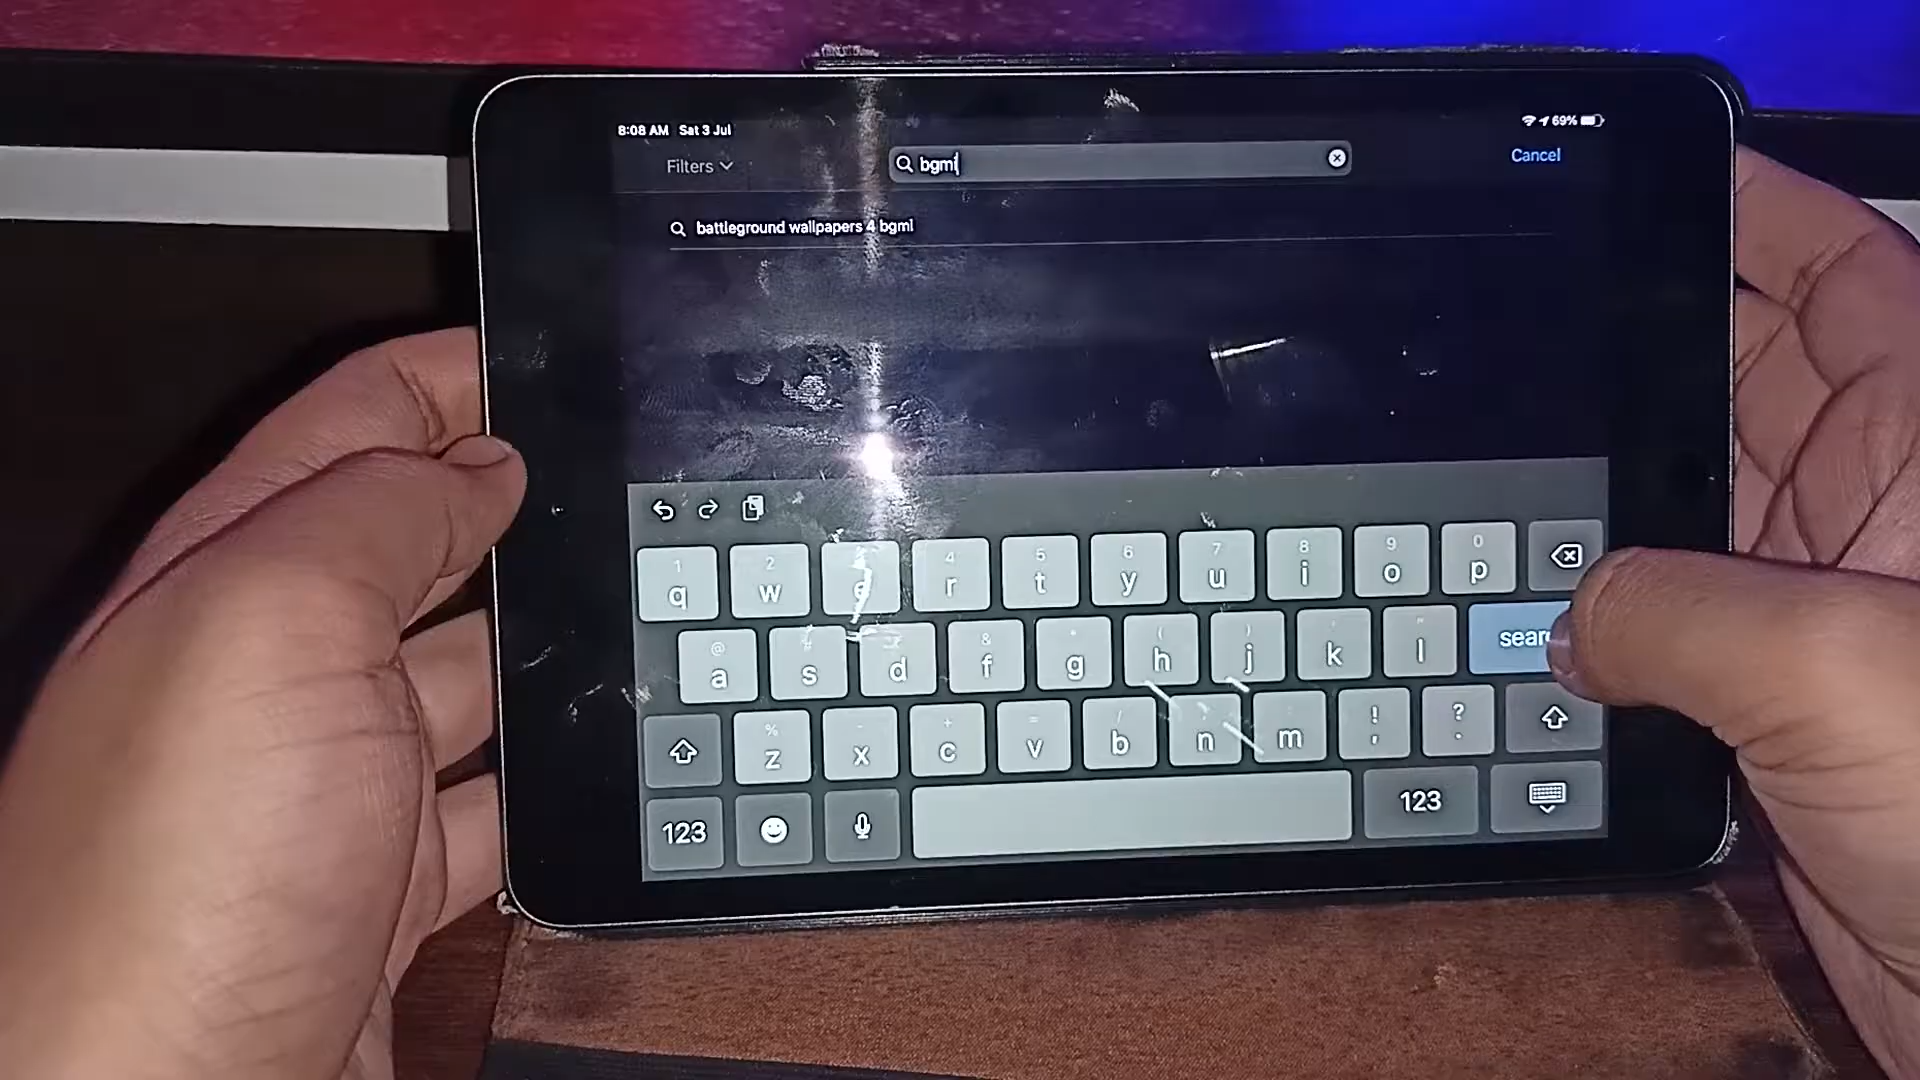 8:08 AM Sat 3 Jul
69%
Filters
bgmi
Cancel
battleground wallpapers 4 bgmi
1 2 4 5 6 7 8 9 0
q w e r t y u i o p
@ # & * ( ) ' "
a s d f g h j k l
% - + = / ; : ! ?
z x c v b n m , .
123
123